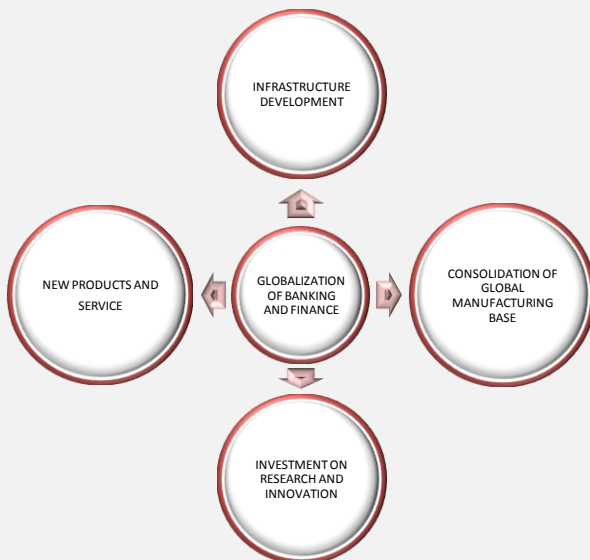 INFRASTRUCTURE
DEVELOPMENT
NEW PRODUCTS AND
SERVICE
GLOBALIZATION
OF BANKING
AND FINANCE
CONSOLIDATION OF
GLOBAL
MANUFACTURING
BASE
INVESTMENT ON
RESEARCH AND
INNOVATION